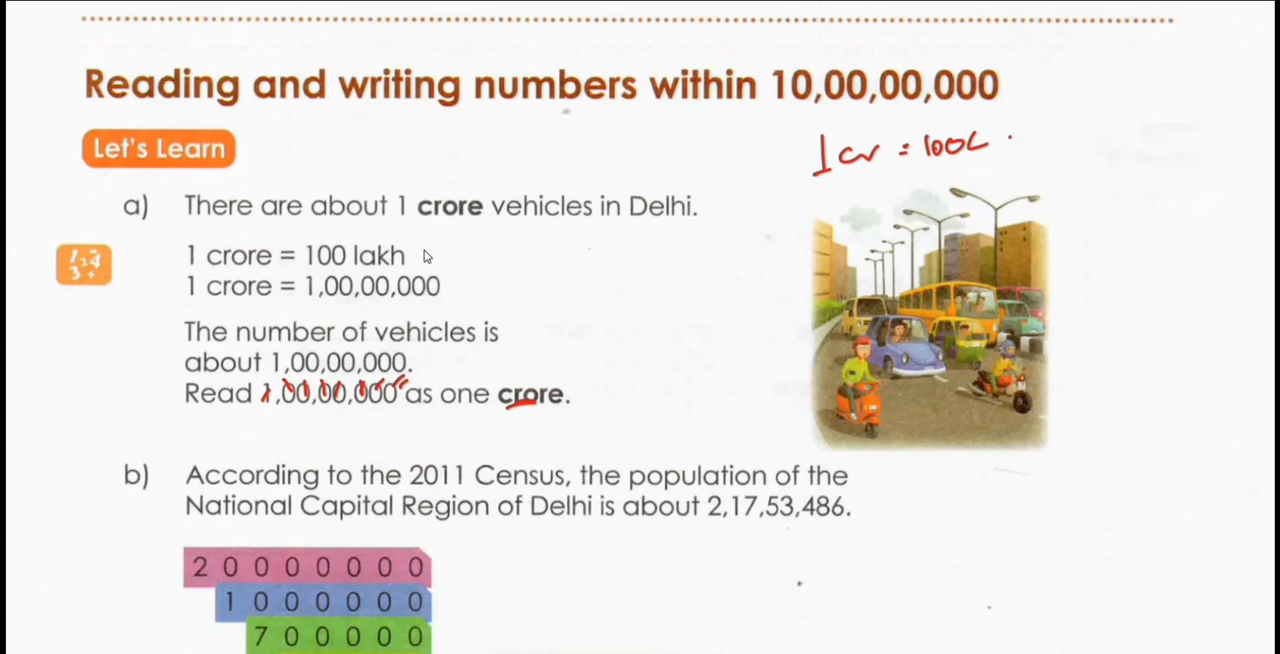 Reading and writing numbers within 10,00,00,000
Let's Learn
1 cr = 100L
a) There are about 1 crore vehicles in Delhi.
1 crore = 100 lakh
1 crore = 1,00,00,000
The number of vehicles is
about 1,00,00,000.
Read 1,00,00,000 as one crore.
b) According to the 2011 Census, the population of the
National Capital Region of Delhi is about 2,17,53,486.
2 0 0 0 0 0 0 0
1 0 0 0 0 0 0
7 0 0 0 0 0